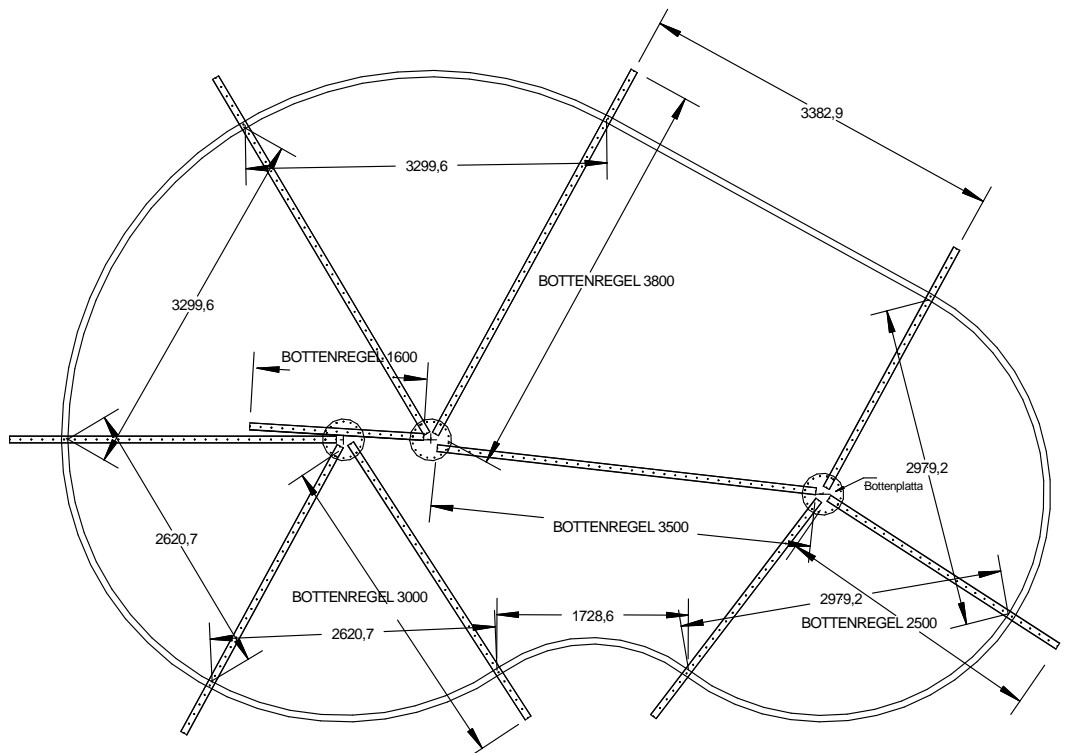 3382,9
3299,6
BOTTENREGEL 3800
3299,6
BOTTENREGEL 1600
2979,2
Bottenplatta
BOTTENREGEL 3500
2620,7
BOTTENREGEL 3000
2979,2
1728,6
BOTTENREGEL 2500
2620,7